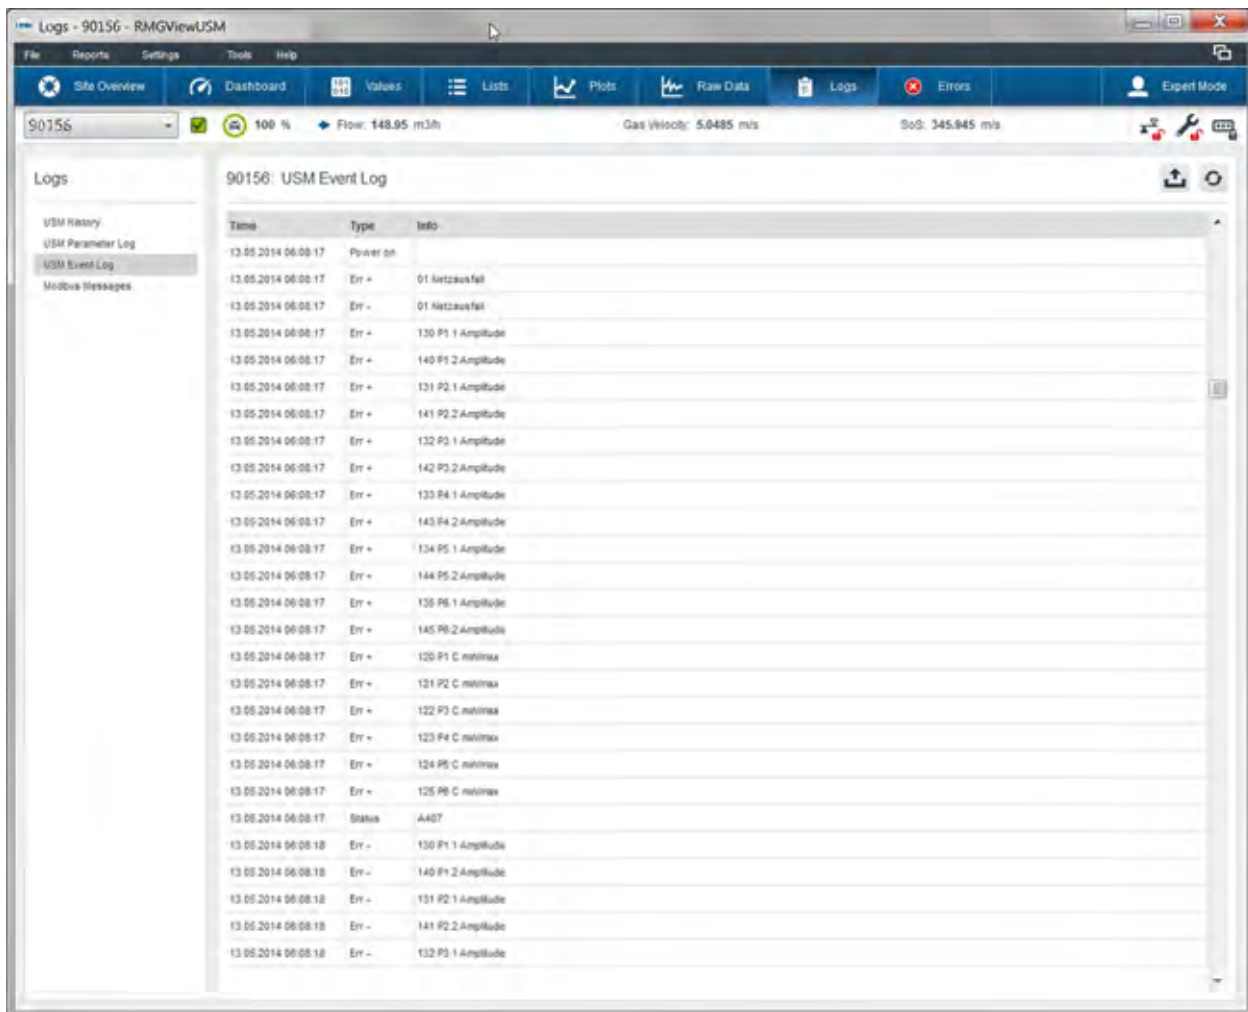 Logs - 90156 - RMGViewUSM
File Reports Settings Tools Help
Site Overview Dashboard Values Lists Plots Raw Data Logs Errors Expert Mode
90156 100 % Flow: 148.95 m3/h Gas Velocity: 5.0485 m/s SoS: 345.945 m/s
Logs
90156: USM Event Log
USM History
USM Parameter Log
USM Event Log
Modbus Messages
Time Type Info
13.05.2014 06:08:17 Power on
13.05.2014 06:08:17 Err + 01 Netzausfall
13.05.2014 06:08:17 Err - 01 Netzausfall
13.05.2014 06:08:17 Err + 130 P1.1 Amplitude
13.05.2014 06:08:17 Err + 140 P1.2 Amplitude
13.05.2014 06:08:17 Err + 131 P2.1 Amplitude
13.05.2014 06:08:17 Err + 141 P2.2 Amplitude
13.05.2014 06:08:17 Err + 132 P3.1 Amplitude
13.05.2014 06:08:17 Err + 142 P3.2 Amplitude
13.05.2014 06:08:17 Err + 133 P4.1 Amplitude
13.05.2014 06:08:17 Err + 143 P4.2 Amplitude
13.05.2014 06:08:17 Err + 134 P5.1 Amplitude
13.05.2014 06:08:17 Err + 144 P5.2 Amplitude
13.05.2014 06:08:17 Err + 135 P6.1 Amplitude
13.05.2014 06:08:17 Err + 145 P6.2 Amplitude
13.05.2014 06:08:17 Err + 120 P1 C min/max
13.05.2014 06:08:17 Err + 121 P2 C min/max
13.05.2014 06:08:17 Err + 122 P3 C min/max
13.05.2014 06:08:17 Err + 123 P4 C min/max
13.05.2014 06:08:17 Err + 124 P5 C min/max
13.05.2014 06:08:17 Err + 125 P6 C min/max
13.05.2014 06:08:17 Status A407
13.05.2014 06:08:18 Err - 130 P1.1 Amplitude
13.05.2014 06:08:18 Err - 140 P1.2 Amplitude
13.05.2014 06:08:18 Err - 131 P2.1 Amplitude
13.05.2014 06:08:18 Err - 141 P2.2 Amplitude
13.05.2014 06:08:18 Err - 132 P3.1 Amplitude